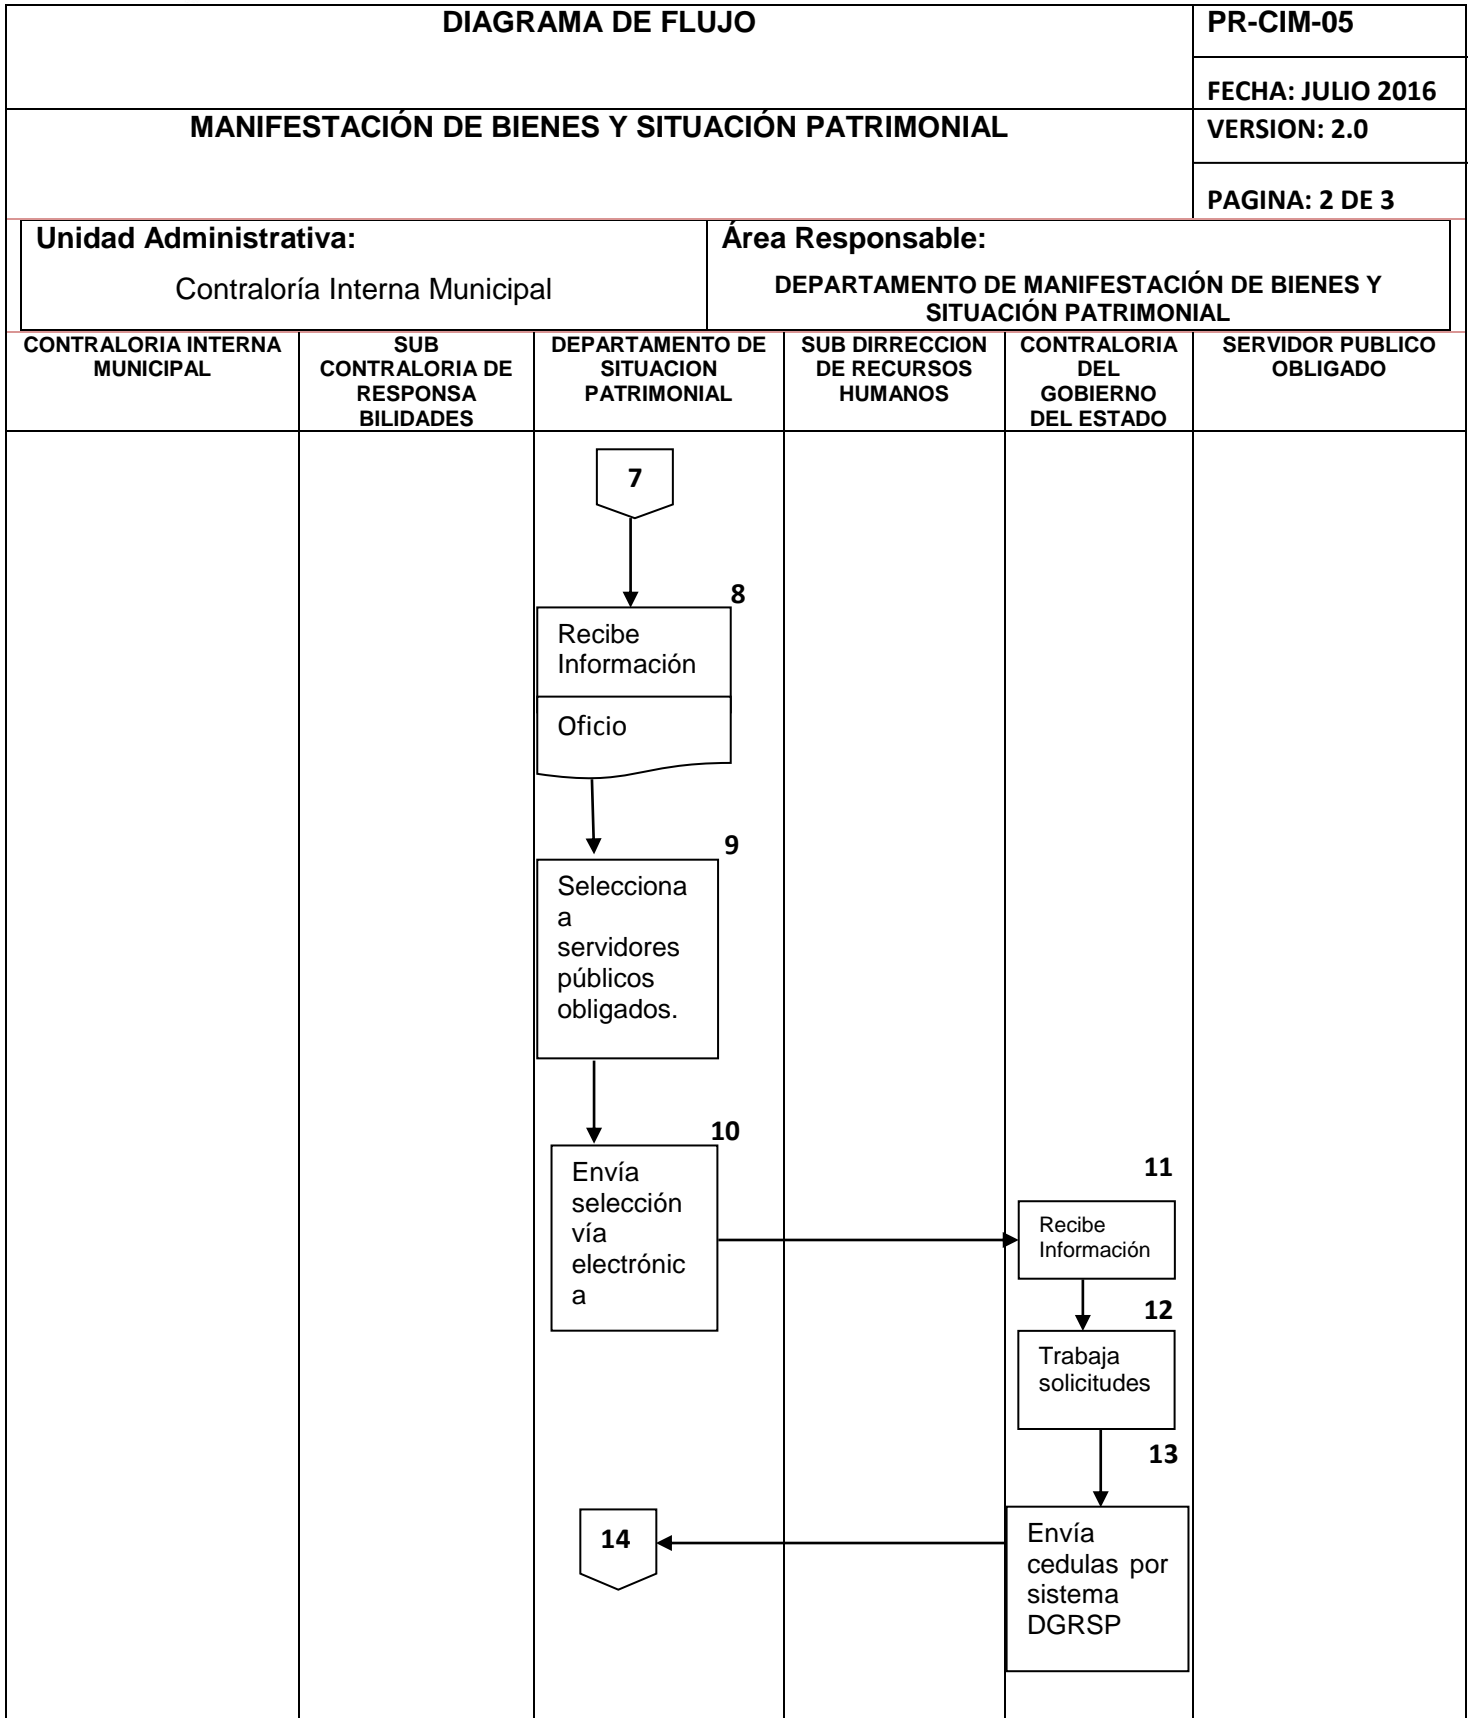 DIAGRAMA DE FLUJO
PR-CIM-05
FECHA: JULIO 2016
MANIFESTACIÓN DE BIENES Y SITUACIÓN PATRIMONIAL
VERSION: 2.0
PAGINA: 2 DE 3
Unidad Administrativa:
Contraloría Interna Municipal
Área Responsable:
DEPARTAMENTO DE MANIFESTACIÓN DE BIENES Y
SITUACIÓN PATRIMONIAL
CONTRALORIA INTERNA
MUNICIPAL
SUB
CONTRALORIA DE
RESPONSA
BILIDADES
DEPARTAMENTO DE
SITUACION
PATRIMONIAL
SUB DIRRECCION
DE RECURSOS
HUMANOS
CONTRALORIA
DEL
GOBIERNO
DEL ESTADO
SERVIDOR PUBLICO
OBLIGADO
7
8
Recibe
Información
Oficio
9
Selecciona
a
servidores
públicos
obligados.
10
Envía
selección
vía
electrónic
a
11
Recibe
Información
12
Trabaja
solicitudes
13
Envía
cedulas por
sistema
DGRSP
14